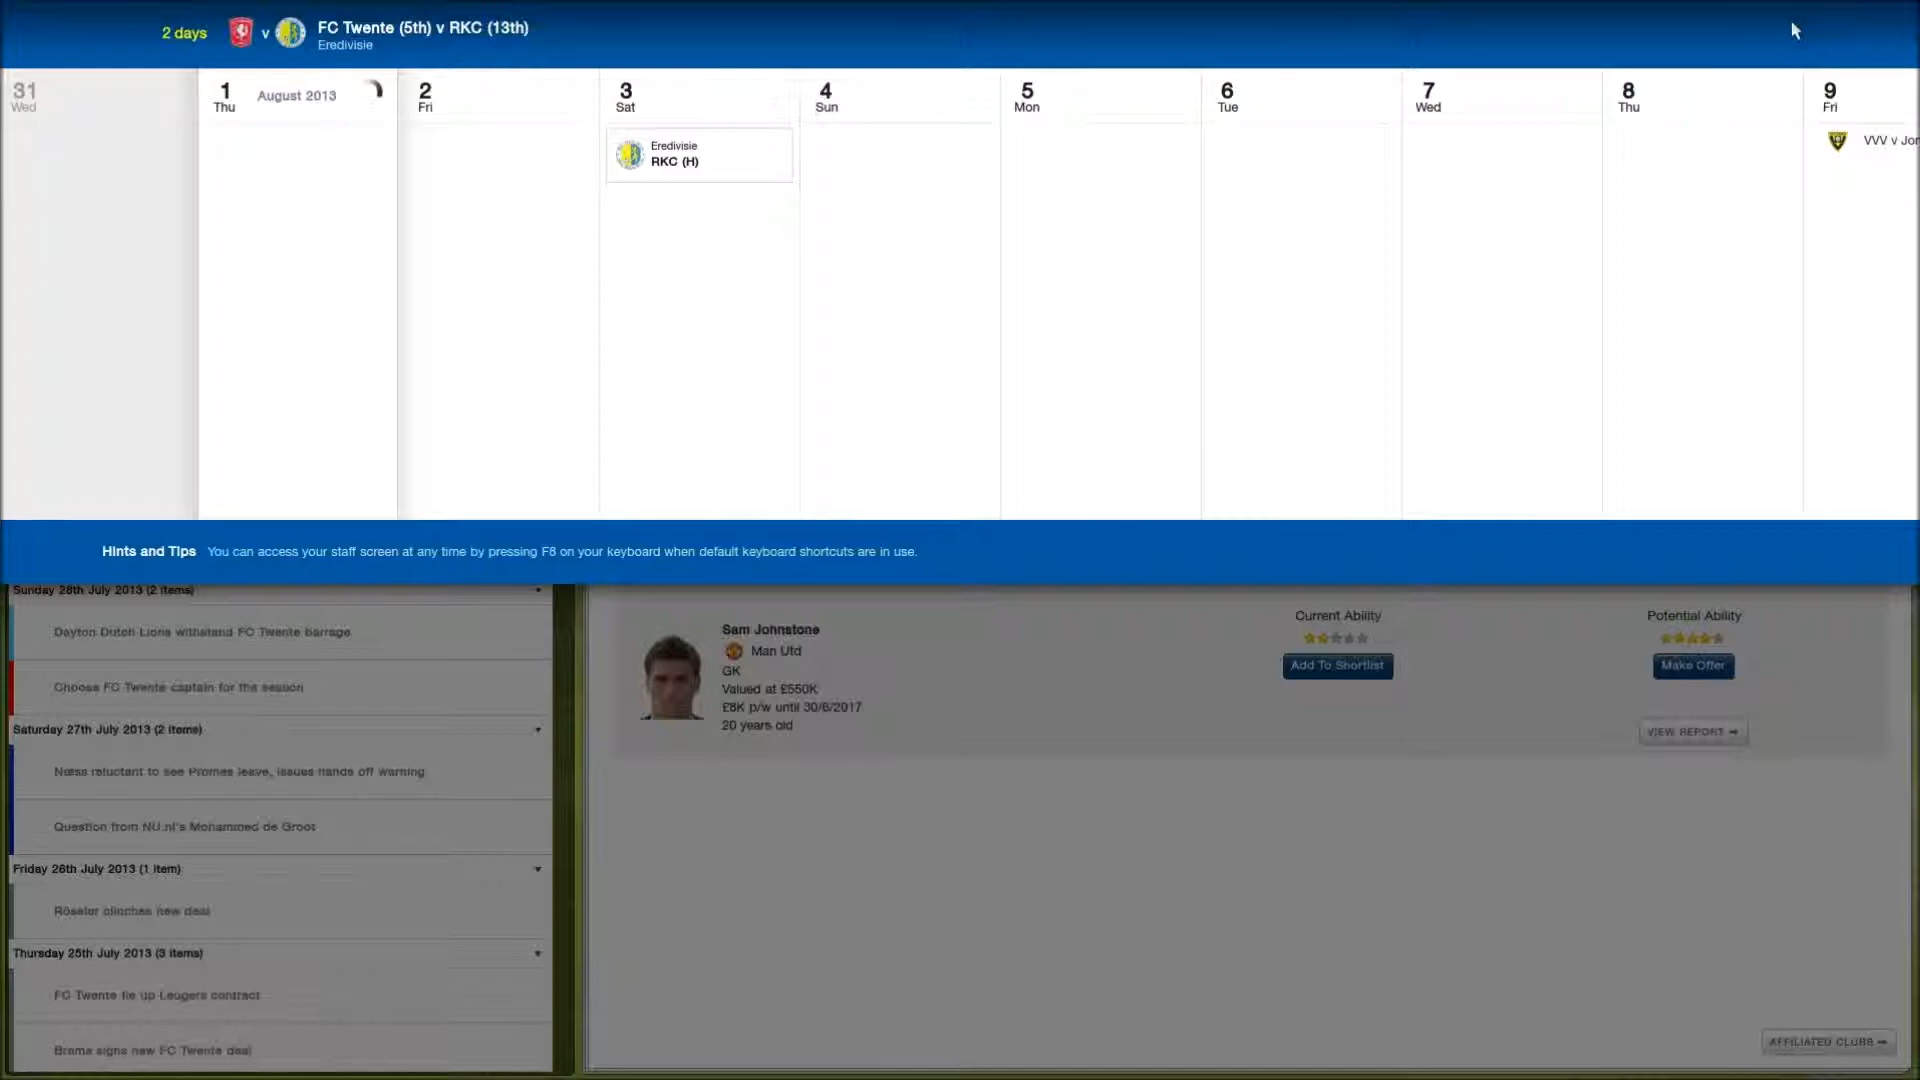 2 days
v
FC Twente (5th) v RKC (13th)
Eredivisie
31
Wed
1
Thu
August 2013
2
Fri
3
Sat
4
Sun
5
Mon
6
Tue
7
Wed
8
Thu
9
Fri
Eredivisie
RKC (H)
VVV v Jor
Hints and Tips You can access your staff screen at any time by pressing F8 on your keyboard when default keyboard shortcuts are in use.
Sunday 28th July 2013 (2 items)
Dayton Dutch Lions withstand FC Twente barrage
Choose FC Twente captain for the season
Saturday 27th July 2013 (2 items)
Næss reluctant to see Promes leave, issues hands off warning
Question from NU.nl's Mohammed de Groot
Friday 26th July 2013 (1 item)
Rösler clinches new deal
Thursday 25th July 2013 (3 items)
FC Twente tie up Leugers contract
Brama signs new FC Twente deal
Sam Johnstone
Man Utd
GK
Valued at £550K
£8K p/w until 30/6/2017
20 years old
Current Ability
Add To Shortlist
Potential Ability
Make Offer
VIEW REPORT
AFFILIATED CLUBS